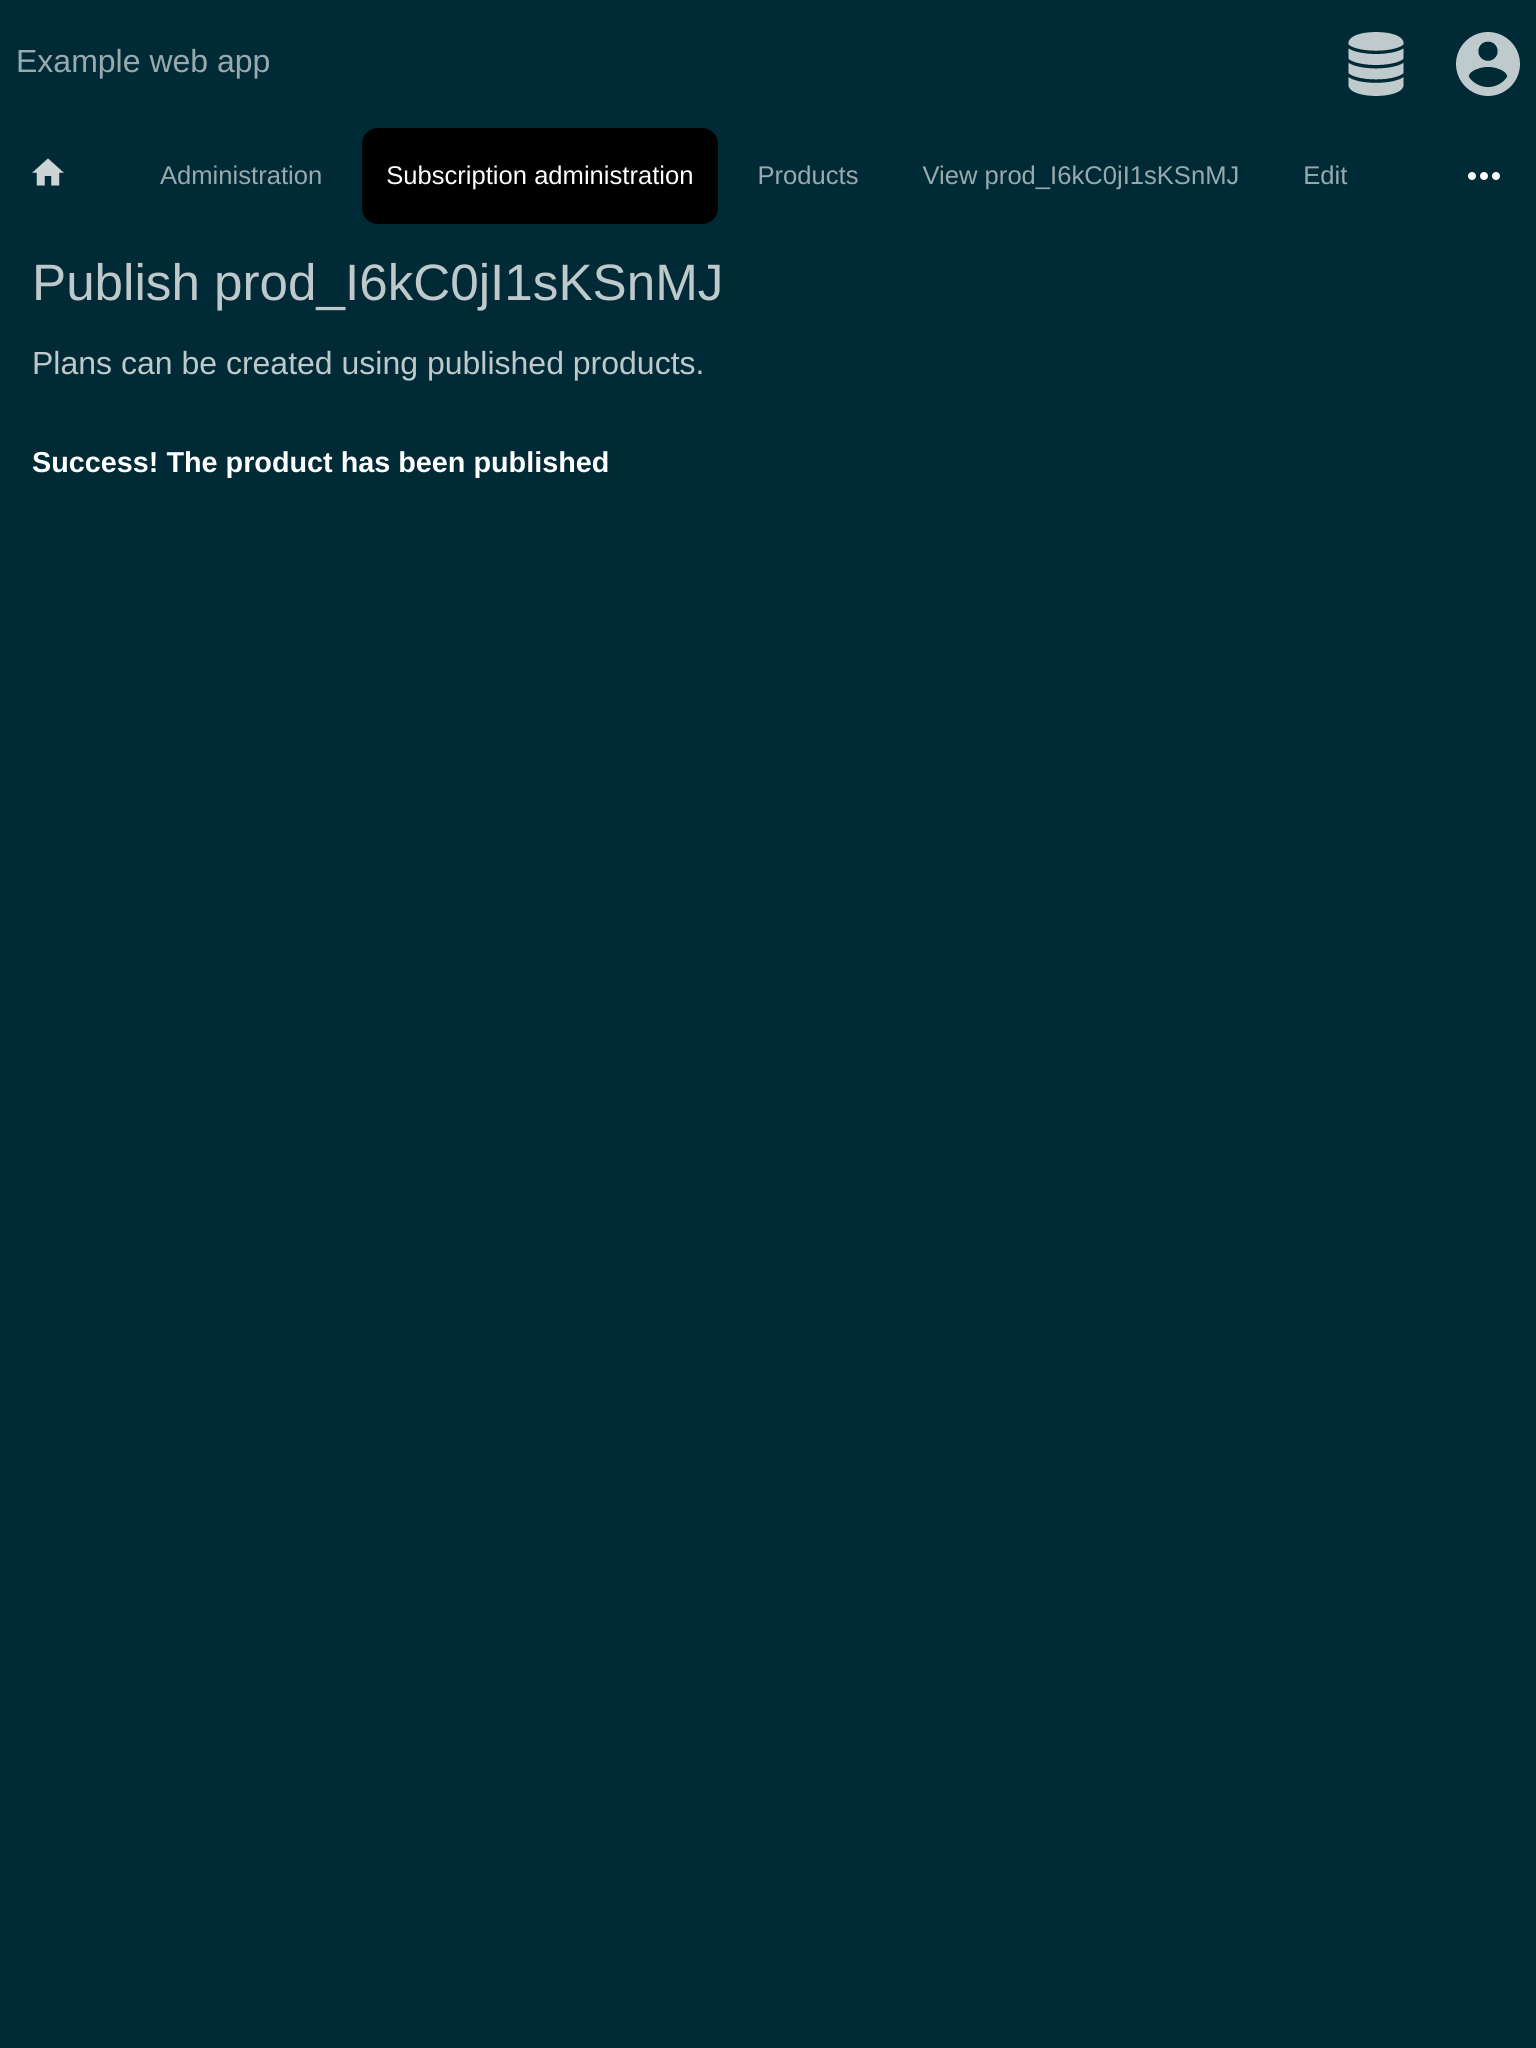 Example web app
Administration Subscription administration Products View prod_I6kC0jI1sKSnMJ Edit
Publish prod_I6kC0jI1sKSnMJ
Plans can be created using published products.
Success! The product has been published